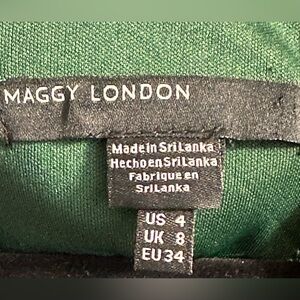 MAGGY LONDON
Made in Sri Lanka
Hecho en Sri Lanka
Fabrique en
Sri Lanka
US 4
UK 8
EU 34